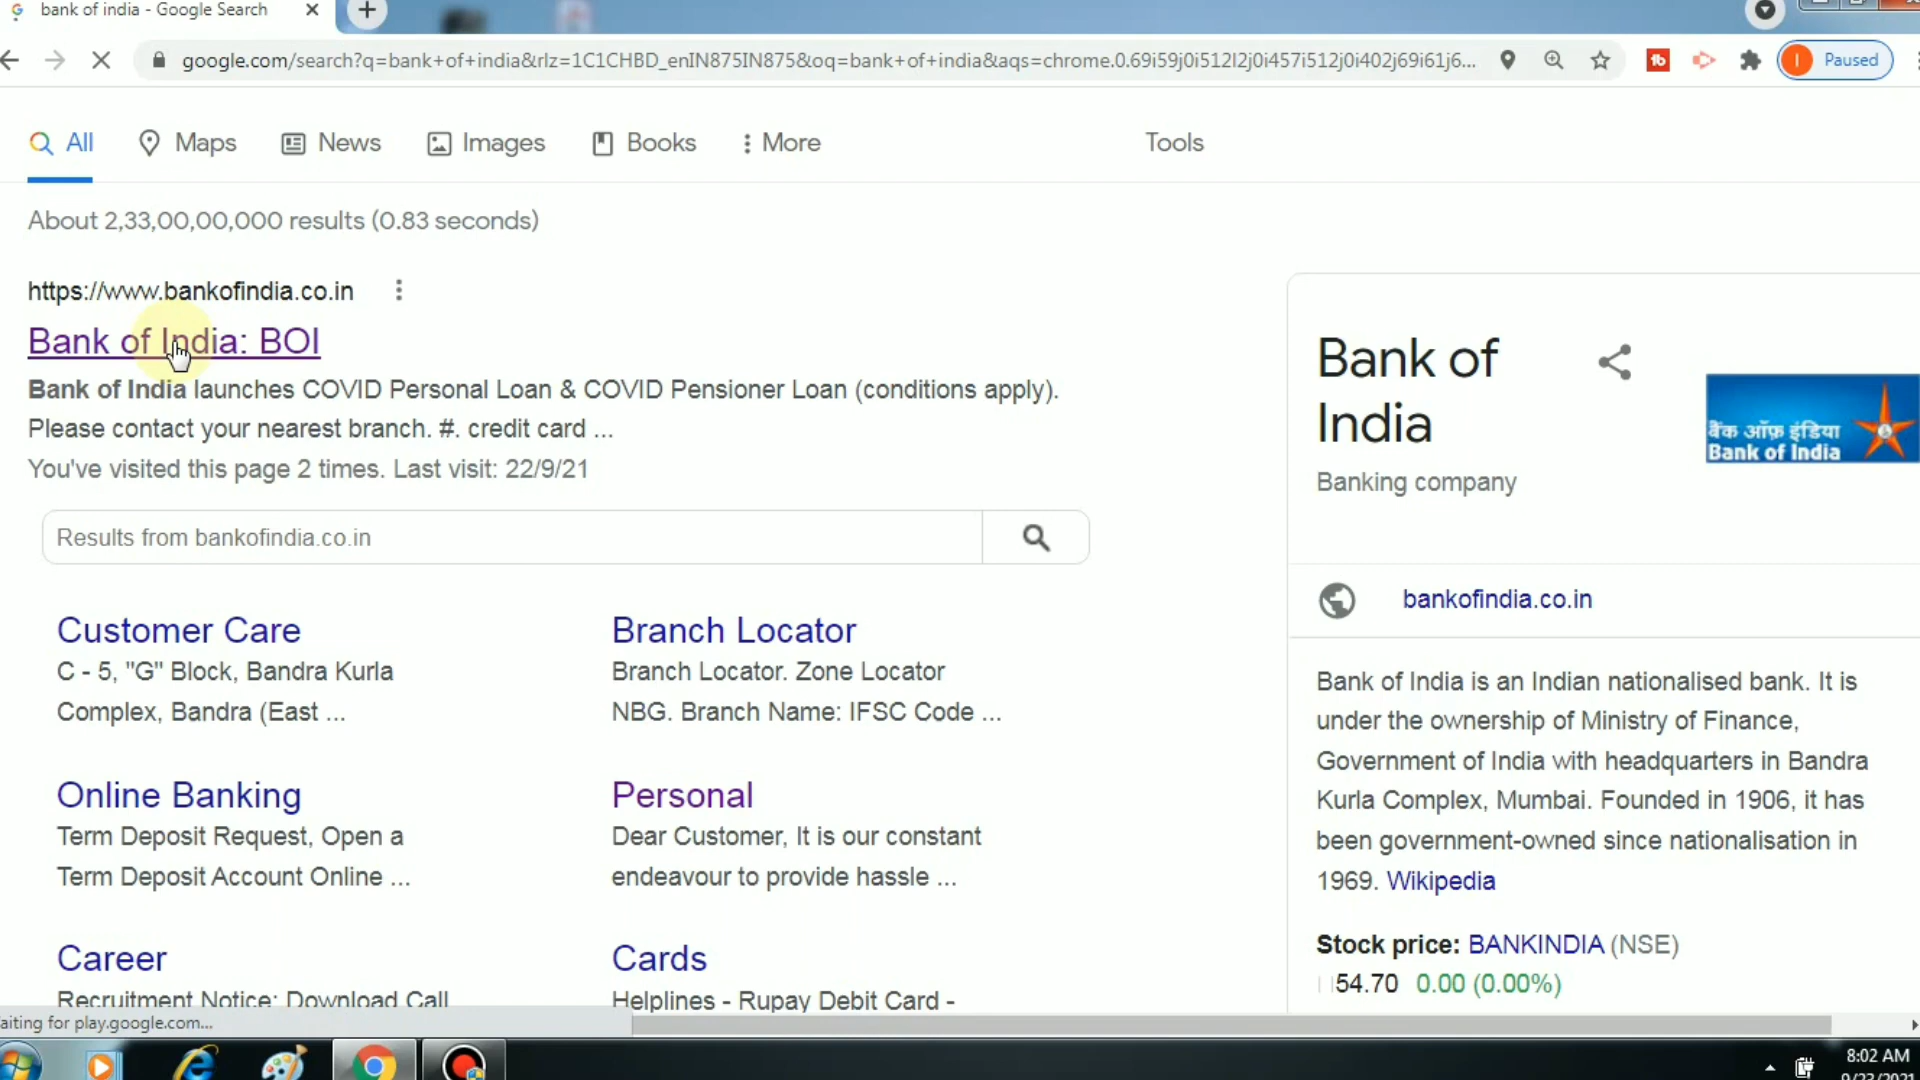 bank of india - Google Search
google.com/search?q=bank+of+india&rlz=1C1CHBD_enIN875IN875&oq=bank+of+india&aqs=chrome.0.69i59j0i512l2j0i457i512j0i402j69i61j6...
Paused
All Maps News Images Books More Tools
About 2,33,00,00,000 results (0.83 seconds)
https://www.bankofindia.co.in
Bank of India: BOI
Bank of India launches COVID Personal Loan & COVID Pensioner Loan (conditions apply).
Please contact your nearest branch. #. credit card ...
You've visited this page 2 times. Last visit: 22/9/21
Results from bankofindia.co.in
Customer Care
C - 5, "G" Block, Bandra Kurla
Complex, Bandra (East ...
Branch Locator
Branch Locator. Zone Locator
NBG. Branch Name: IFSC Code ...
Online Banking
Term Deposit Request, Open a
Term Deposit Account Online ...
Personal
Dear Customer, It is our constant
endeavour to provide hassle ...
Career
Recruitment Notice: Download Call
Cards
Helplines - Rupay Debit Card -
Bank of
India
Banking company
बैंक ऑफ़ इंडिया
Bank of India
bankofindia.co.in
Bank of India is an Indian nationalised bank. It is
under the ownership of Ministry of Finance,
Government of India with headquarters in Bandra
Kurla Complex, Mumbai. Founded in 1906, it has
been government-owned since nationalisation in
1969. Wikipedia
Stock price: BANKINDIA (NSE)
54.70 0.00 (0.00%)
aiting for play.google.com...
8:02 AM
9/23/2021